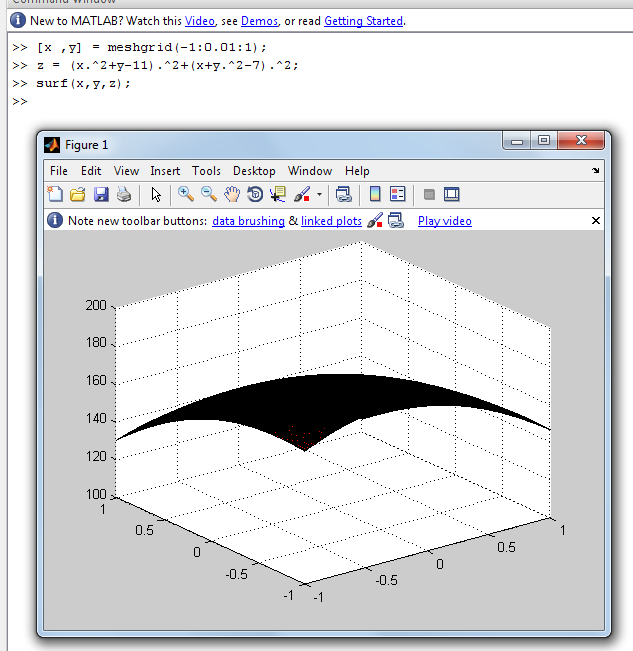 Command Window
New to MATLAB? Watch this Video, see Demos, or read Getting Started.
>> [x ,y] = meshgrid(-1:0.01:1);
>> z = (x.^2+y-11).^2+(x+y.^2-7).^2;
>> surf(x,y,z);
>>
Figure 1
File Edit View Insert Tools Desktop Window Help
Note new toolbar buttons: data brushing & linked plots Play video
200
180
160
140
120
100
1
0.5
0
-0.5
-1
-1
-0.5
0
0.5
1